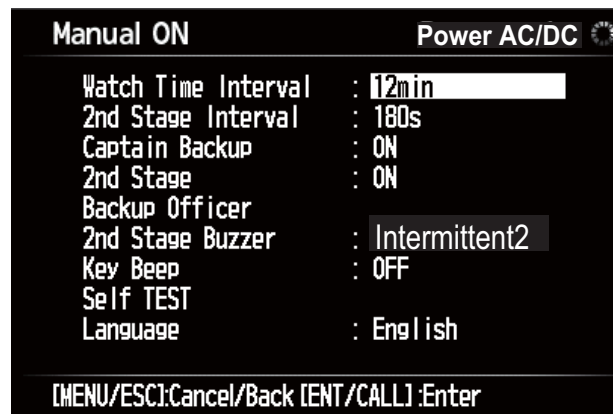 Manual ON Power AC/DC
Watch Time Interval : 12min
2nd Stage Interval : 180s
Captain Backup : ON
2nd Stage : ON
Backup Officer
2nd Stage Buzzer : Intermittent2
Key Beep : OFF
Self TEST
Language : English
[MENU/ESC]:Cancel/Back [ENT/CALL]:Enter